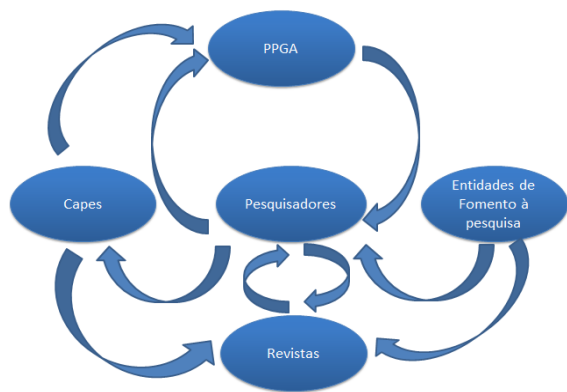 PPGA
Capes
Pesquisadores
Entidades de
Fomento à
pesquisa
Revistas